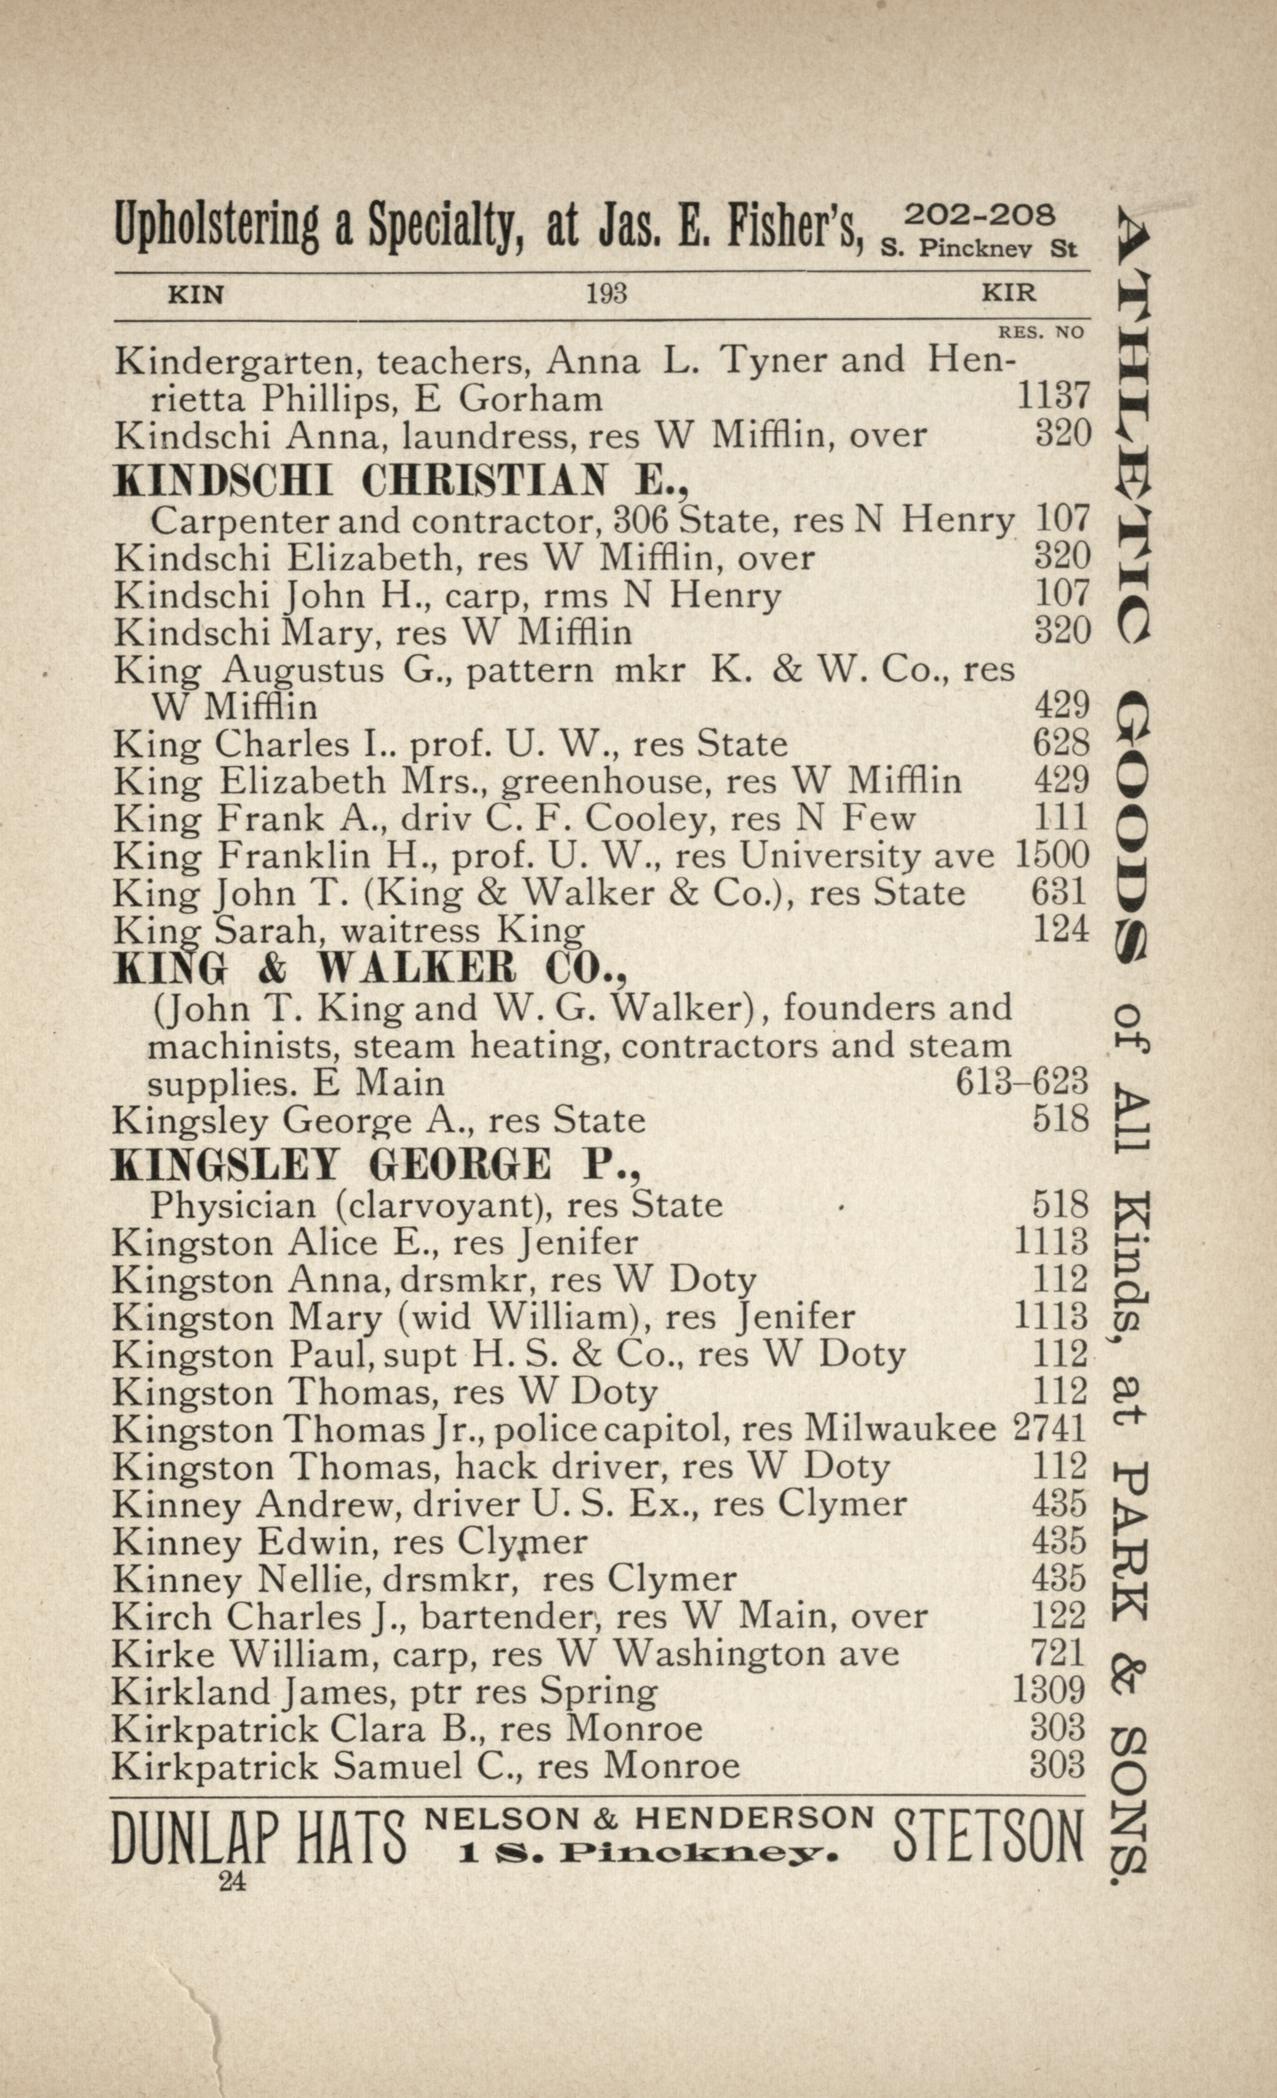 Upholstering a Specialty, at Jas. E. Fisher's, 202-208 S. Pinckney St
KIN 193 KIR
RES. NO
Kindergarten, teachers, Anna L. Tyner and Hen-
rietta Phillips, E Gorham 1137
Kindschi Anna, laundress, res W Mifflin, over 320
KINDSCHI CHRISTIAN E.,
Carpenter and contractor, 306 State, res N Henry 107
Kindschi Elizabeth, res W Mifflin, over 320
Kindschi John H., carp, rms N Henry 107
Kindschi Mary, res W Mifflin 320
King Augustus G., pattern mkr K. & W. Co., res
W Mifflin 429
King Charles I.. prof. U. W., res State 628
King Elizabeth Mrs., greenhouse, res W Mifflin 429
King Frank A., driv C. F. Cooley, res N Few 111
King Franklin H., prof. U. W., res University ave 1500
King John T. (King & Walker & Co.), res State 631
King Sarah, waitress King 124
KING & WALKER CO.,
(John T. King and W. G. Walker), founders and
machinists, steam heating, contractors and steam
supplies. E Main 613–623
Kingsley George A., res State 518
KINGSLEY GEORGE P.,
Physician (clarvoyant), res State 518
Kingston Alice E., res Jenifer 1113
Kingston Anna, drsmkr, res W Doty 112
Kingston Mary (wid William), res Jenifer 1113
Kingston Paul, supt H. S. & Co., res W Doty 112
Kingston Thomas, res W Doty 112
Kingston Thomas Jr., police capitol, res Milwaukee 2741
Kingston Thomas, hack driver, res W Doty 112
Kinney Andrew, driver U. S. Ex., res Clymer 435
Kinney Edwin, res Clymer 435
Kinney Nellie, drsmkr, res Clymer 435
Kirch Charles J., bartender, res W Main, over 122
Kirke William, carp, res W Washington ave 721
Kirkland James, ptr res Spring 1309
Kirkpatrick Clara B., res Monroe 303
Kirkpatrick Samuel C., res Monroe 303
DUNLAP HATS NELSON & HENDERSON 1 S. Pinckney. STETSON
24
ATHLETIC GOODS of All Kinds, at PARK & SONS.